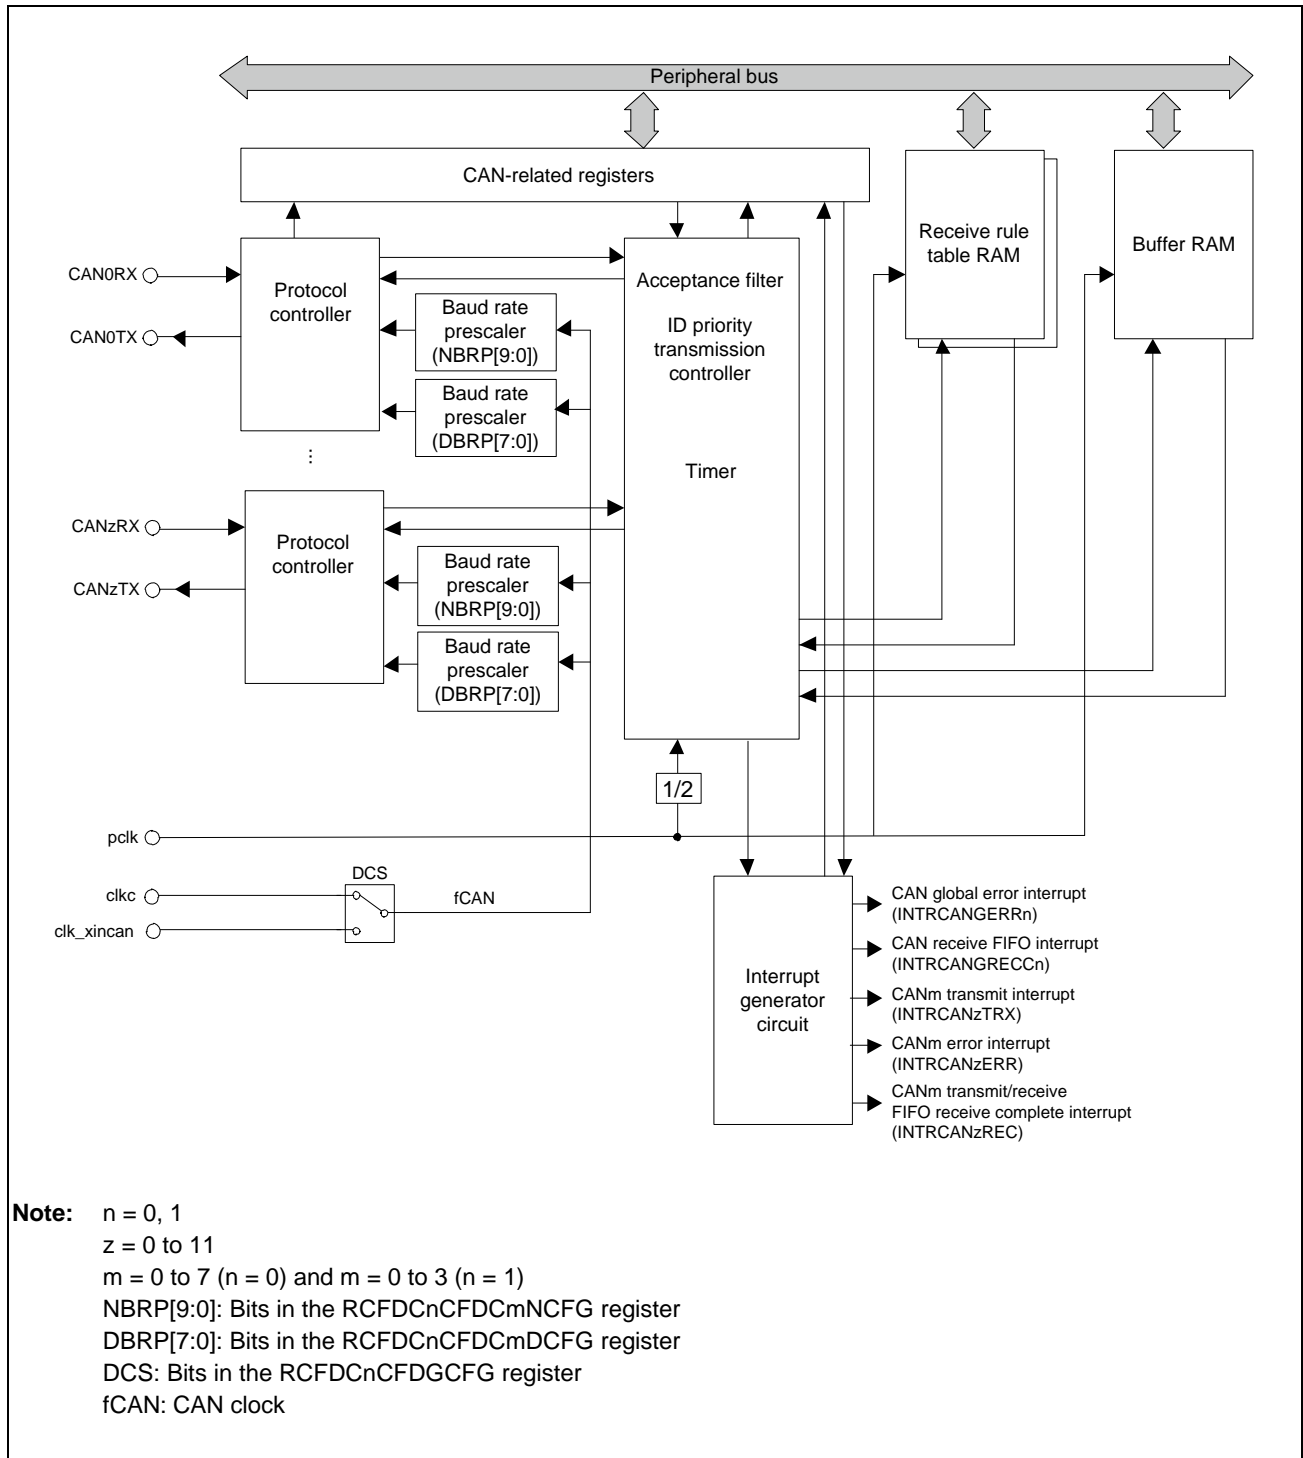 Peripheral bus
CAN-related registers
Receive rule
table RAM
Buffer RAM
CAN0RX
CAN0TX
Protocol
controller
Baud rate
prescaler
(NBRP[9:0])
Baud rate
prescaler
(DBRP[7:0])
Acceptance filter
ID priority
transmission
controller
Timer
...
CANzRX
CANzTX
Protocol
controller
Baud rate
prescaler
(NBRP[9:0])
Baud rate
prescaler
(DBRP[7:0])
1/2
pclk
clkc
clk_xincan
DCS
fCAN
Interrupt
generator
circuit
CAN global error interrupt
(INTRCANGERRn)
CAN receive FIFO interrupt
(INTRCANGRECCn)
CANm transmit interrupt
(INTRCANzTRX)
CANm error interrupt
(INTRCANzERR)
CANm transmit/receive
FIFO receive complete interrupt
(INTRCANzREC)
Note: n = 0, 1
z = 0 to 11
m = 0 to 7 (n = 0) and m = 0 to 3 (n = 1)
NBRP[9:0]: Bits in the RCFDCnCFDCmNCFG register
DBRP[7:0]: Bits in the RCFDCnCFDCmDCFG register
DCS: Bits in the RCFDCnCFDGCFG register
fCAN: CAN clock